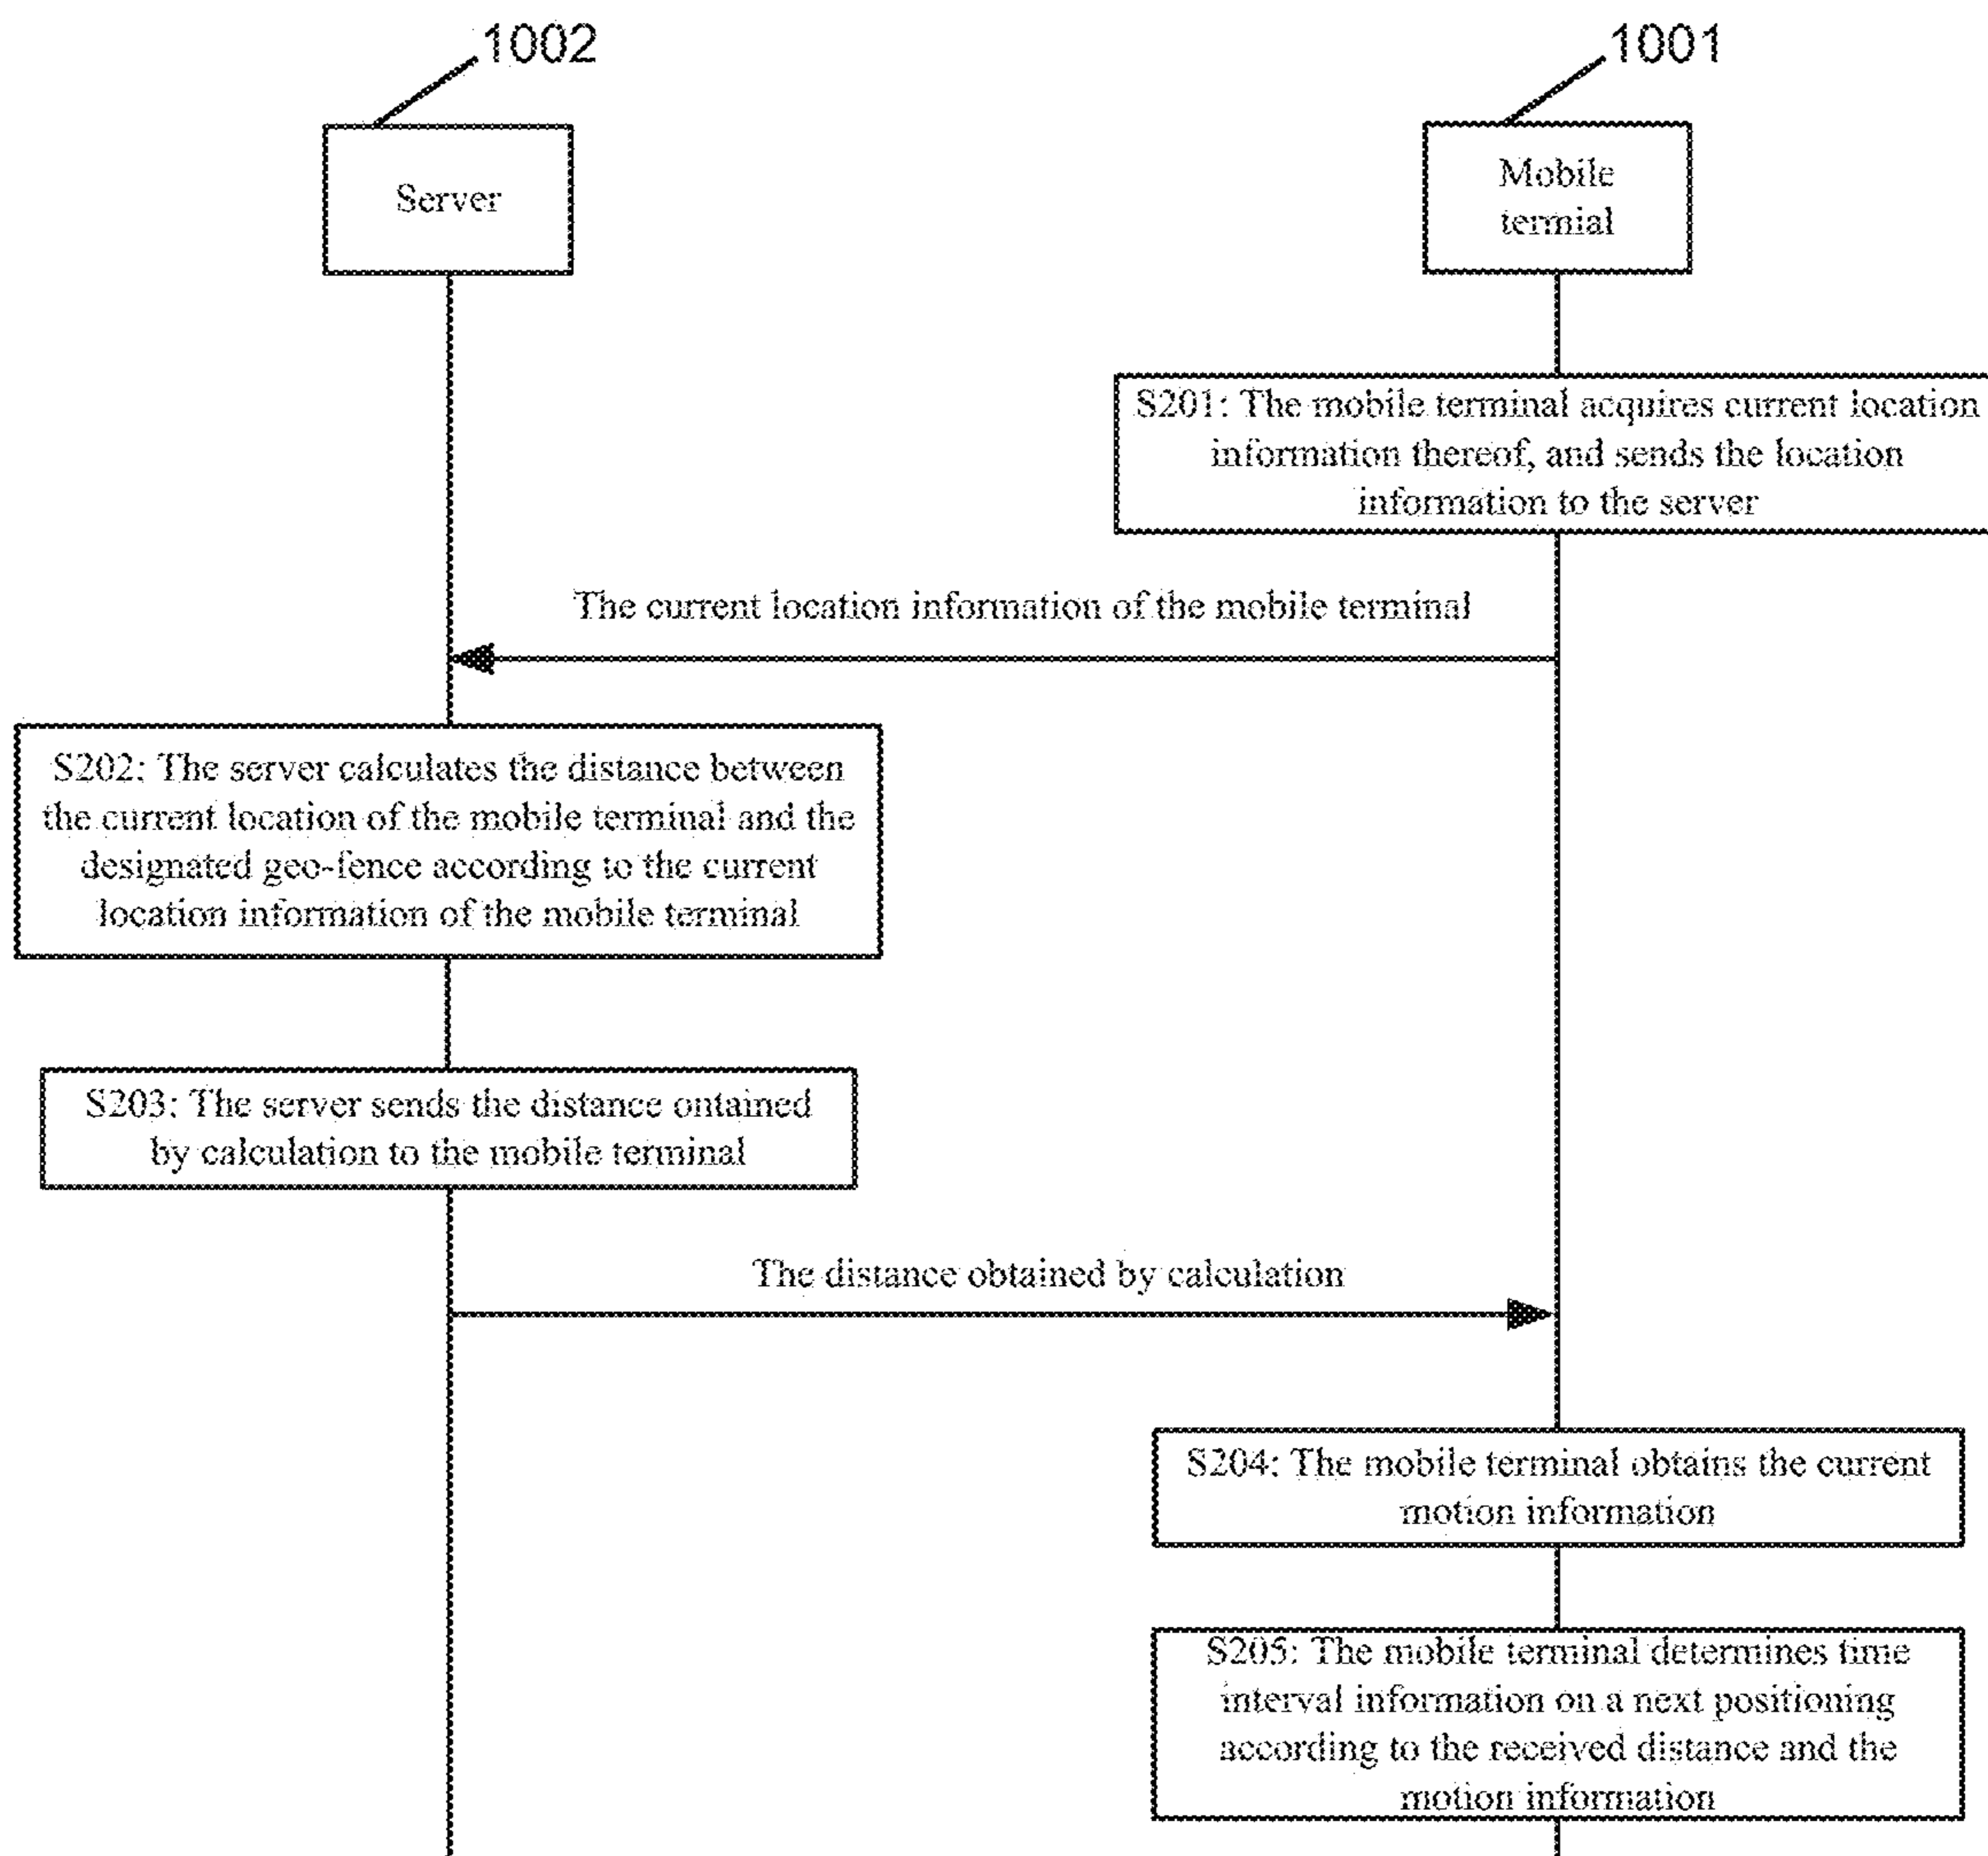 1002
1001
Server
Mobile
termial
S201: The mobile terminal acquires current location
information thereof, and sends the location
information to the server
The current location information of the mobile terminal
S202: The server calculates the distance between
the current location of the mobile terminal and the
designated geo-fence according to the current
location information of the mobile terminal
S203: The server sends the distance ontained
by calculation to the mobile terminal
The distance obtained by calculation
S204: The mobile terminal obtains the current
motion information
S205: The mobile terminal determines time
interval information on a next positioning
according to the received distance and the
motion information